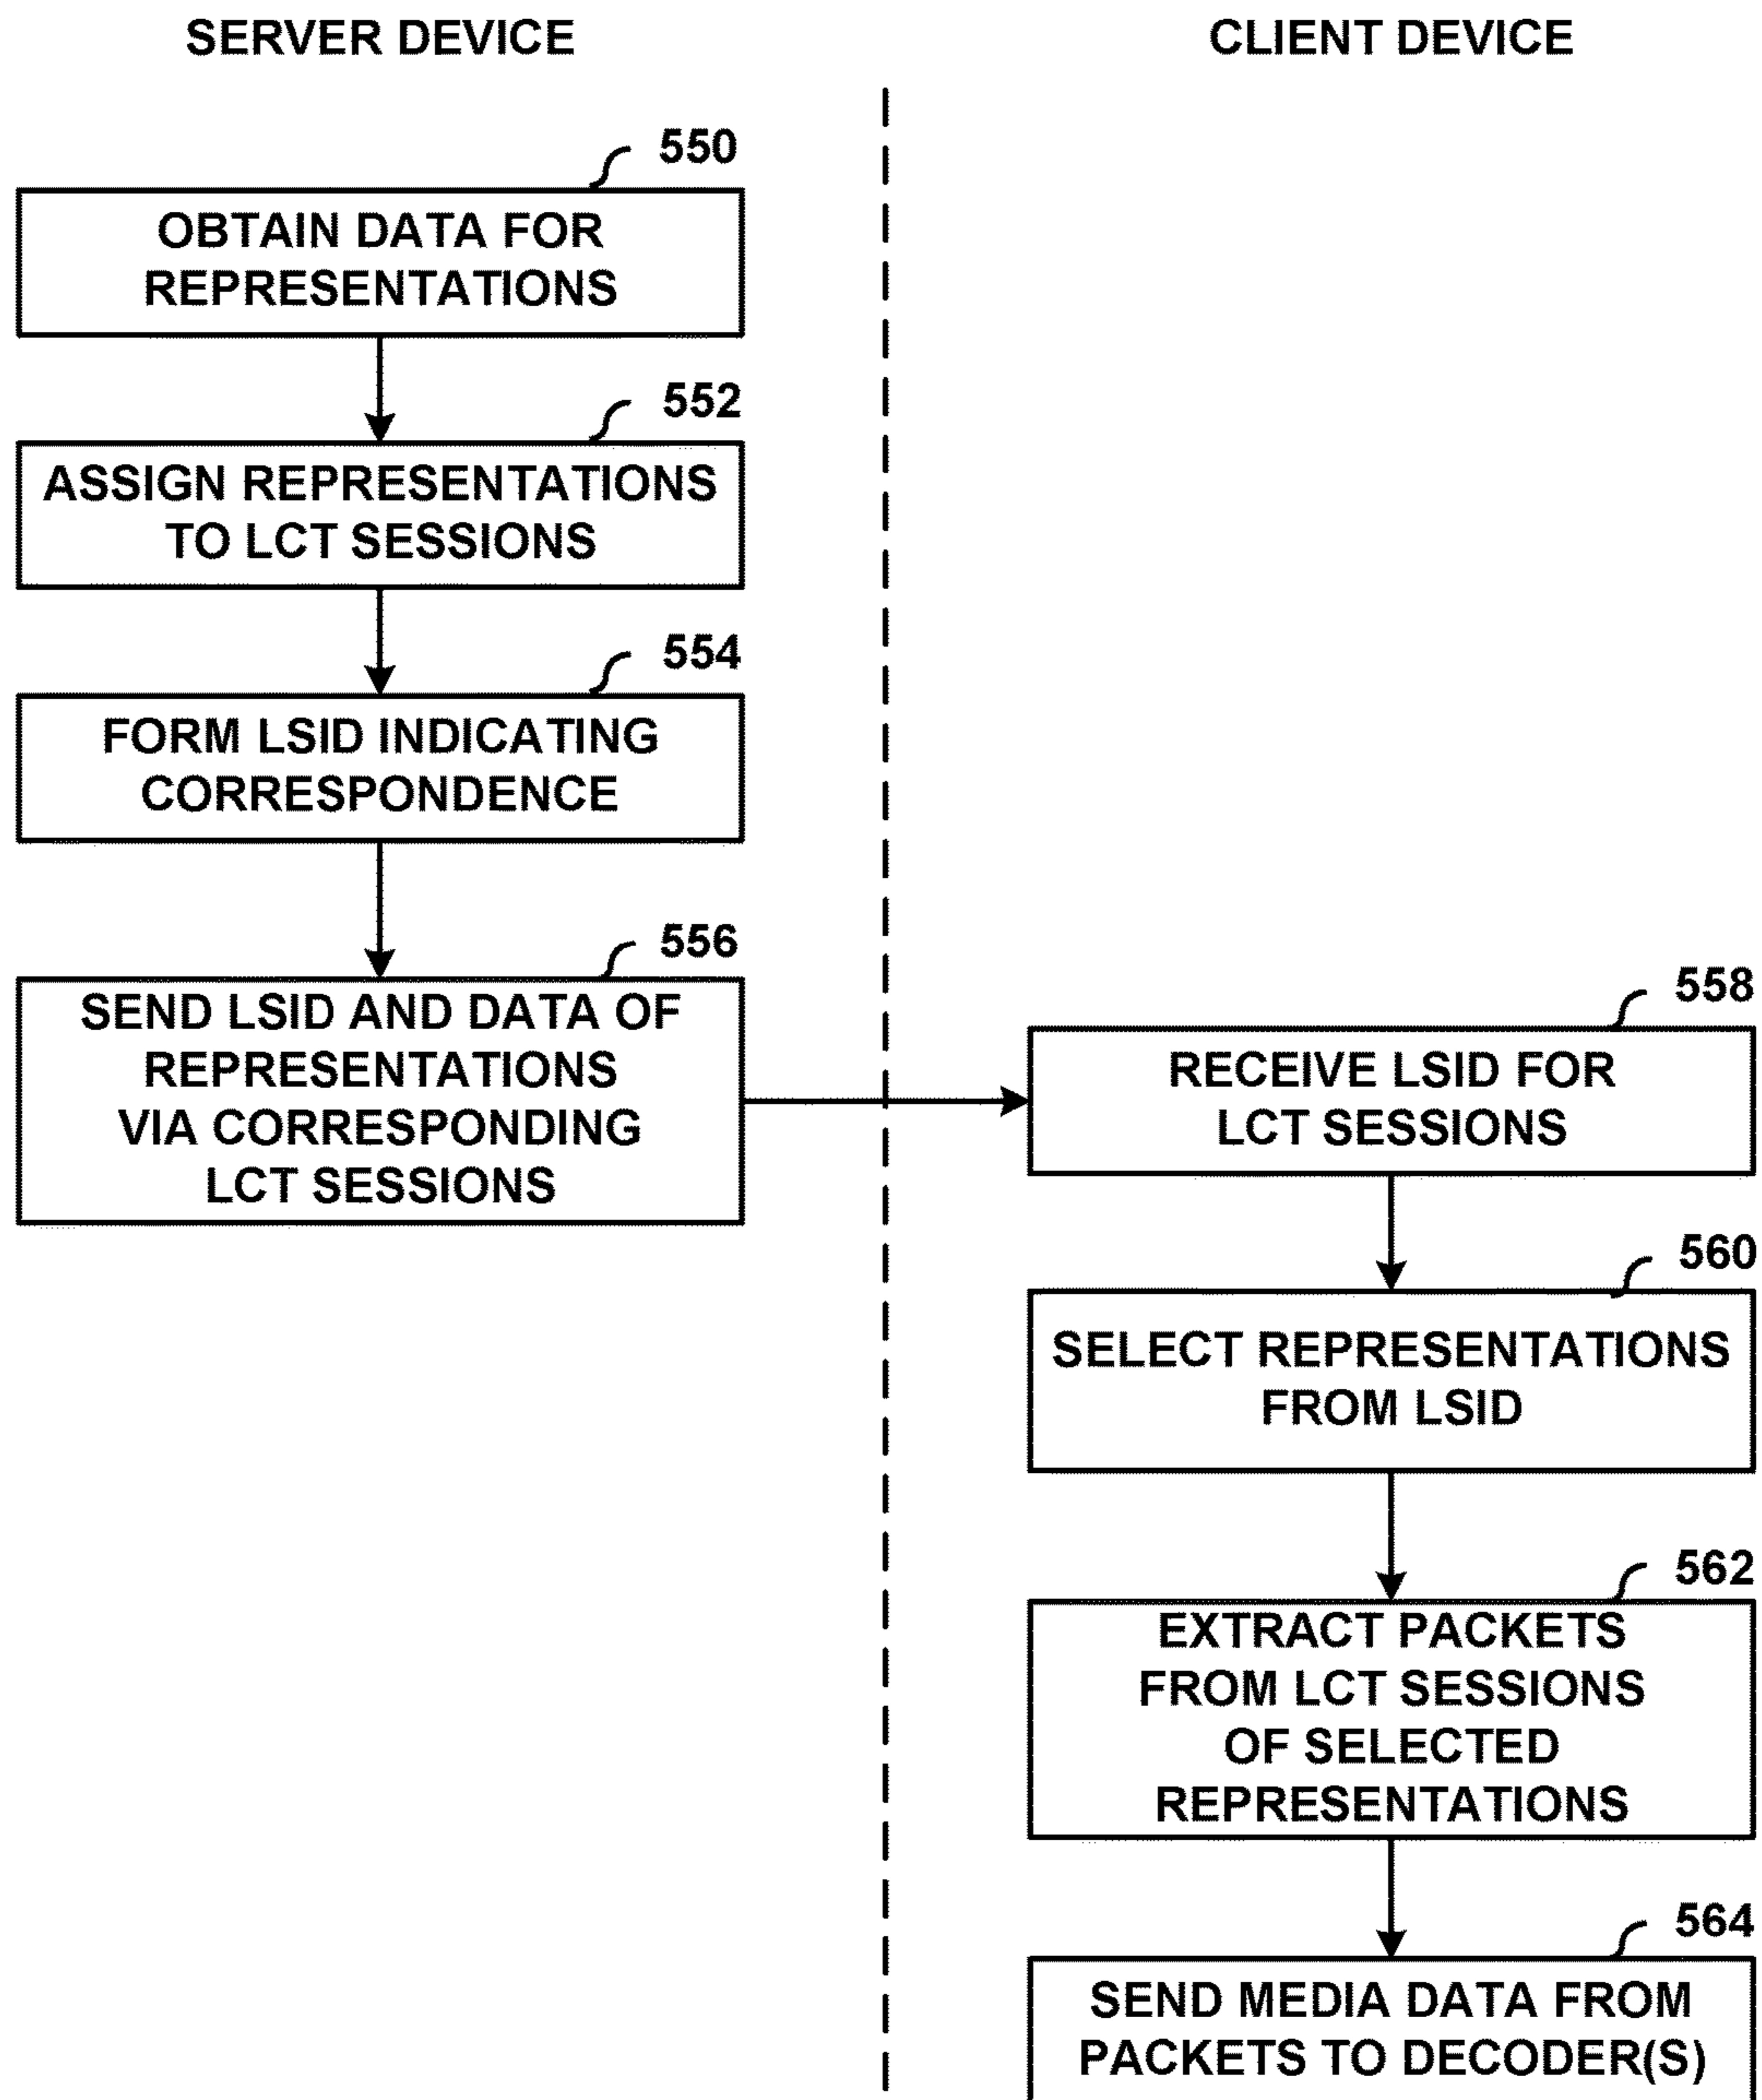 SERVER DEVICE
550
OBTAIN DATA FOR
REPRESENTATIONS
552
ASSIGN REPRESENTATIONS
TO LCT SESSIONS
554
FORM LSID INDICATING
CORRESPONDENCE
556
SEND LSID AND DATA OF
REPRESENTATIONS
VIA CORRESPONDING
LCT SESSIONS
CLIENT DEVICE
558
RECEIVE LSID FOR
LCT SESSIONS
560
SELECT REPRESENTATIONS
FROM LSID
562
EXTRACT PACKETS
FROM LCT SESSIONS
OF SELECTED
REPRESENTATIONS
564
SEND MEDIA DATA FROM
PACKETS TO DECODER(S)